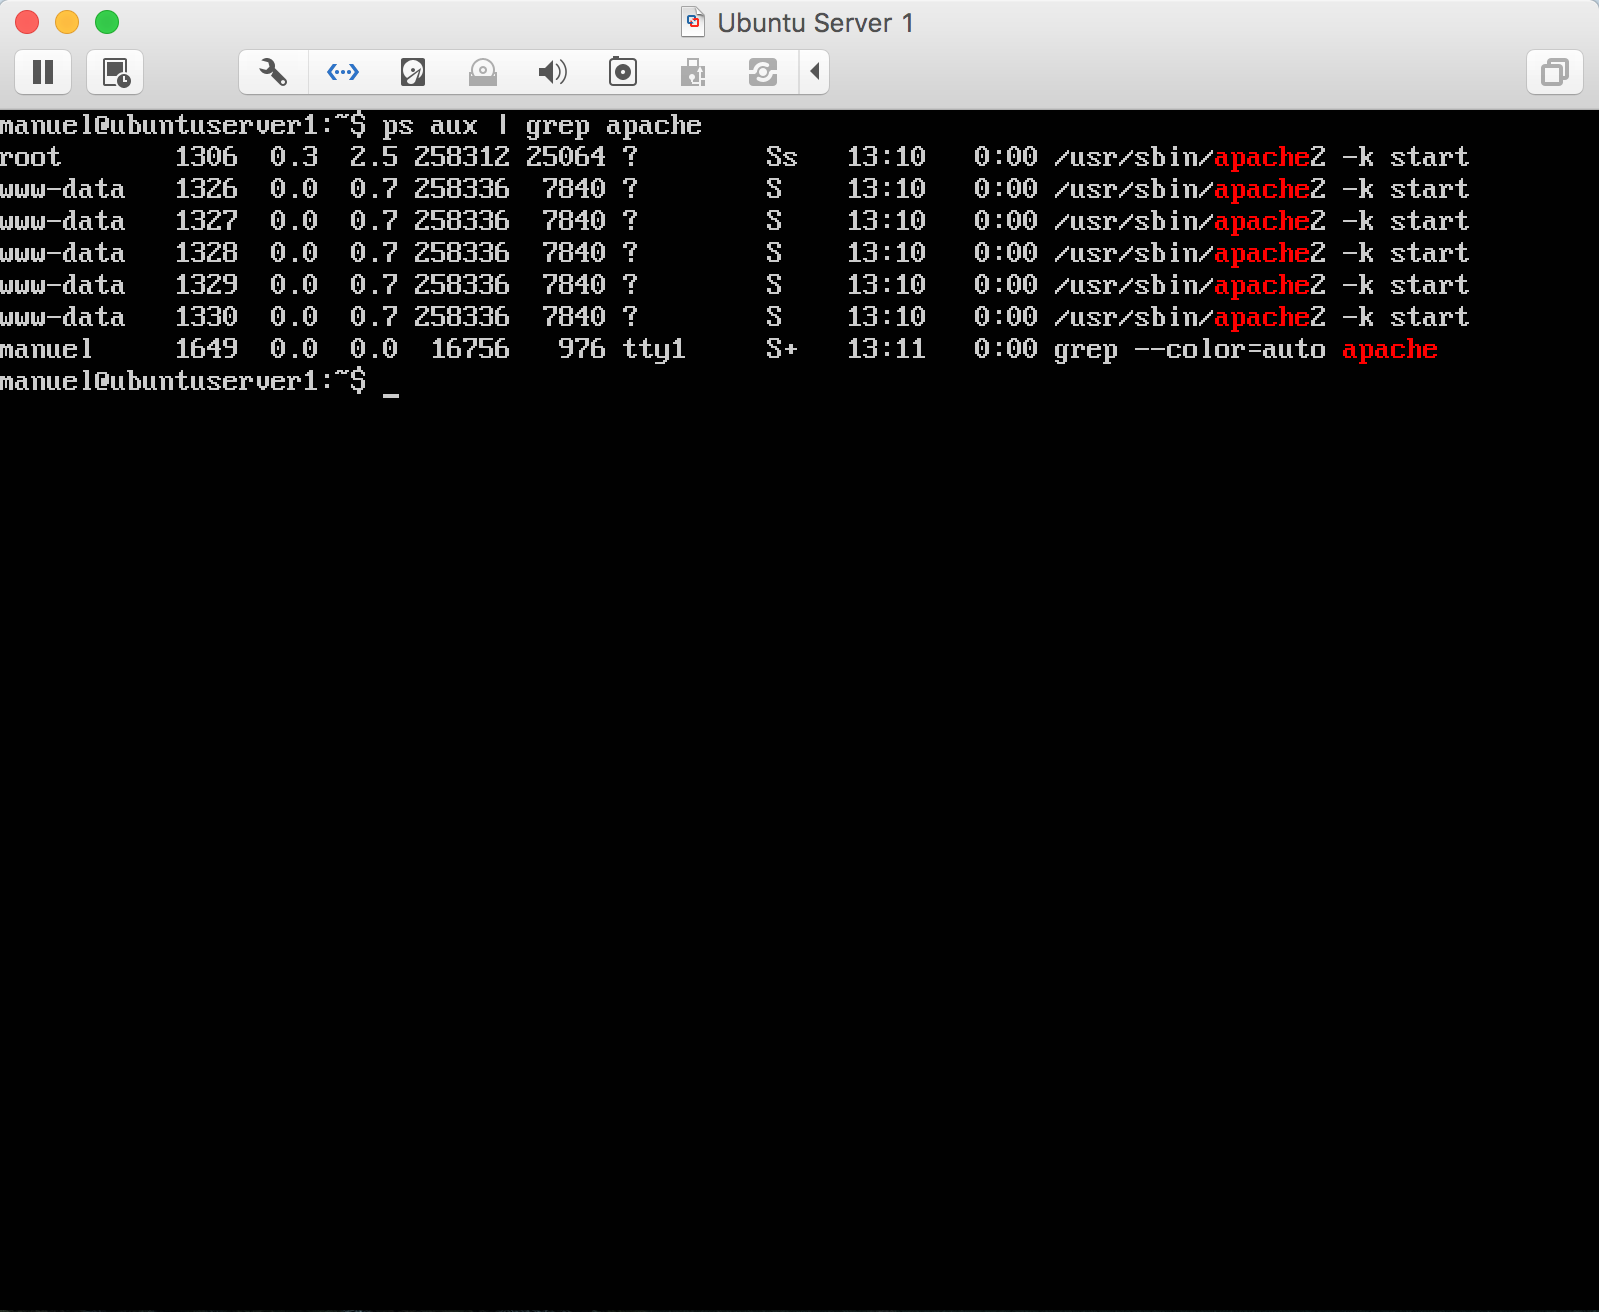 Ubuntu Server 1
manuel@ubuntuserver1:~$ ps aux | grep apache
root       1306  0.3  2.5 258312 25064 ?        Ss   13:10   0:00 /usr/sbin/apache2 -k start
www-data   1326  0.0  0.7 258336  7840 ?        S    13:10   0:00 /usr/sbin/apache2 -k start
www-data   1327  0.0  0.7 258336  7840 ?        S    13:10   0:00 /usr/sbin/apache2 -k start
www-data   1328  0.0  0.7 258336  7840 ?        S    13:10   0:00 /usr/sbin/apache2 -k start
www-data   1329  0.0  0.7 258336  7840 ?        S    13:10   0:00 /usr/sbin/apache2 -k start
www-data   1330  0.0  0.7 258336  7840 ?        S    13:10   0:00 /usr/sbin/apache2 -k start
manuel     1649  0.0  0.0  16756   976 tty1     S+   13:11   0:00 grep --color=auto apache
manuel@ubuntuserver1:~$ _